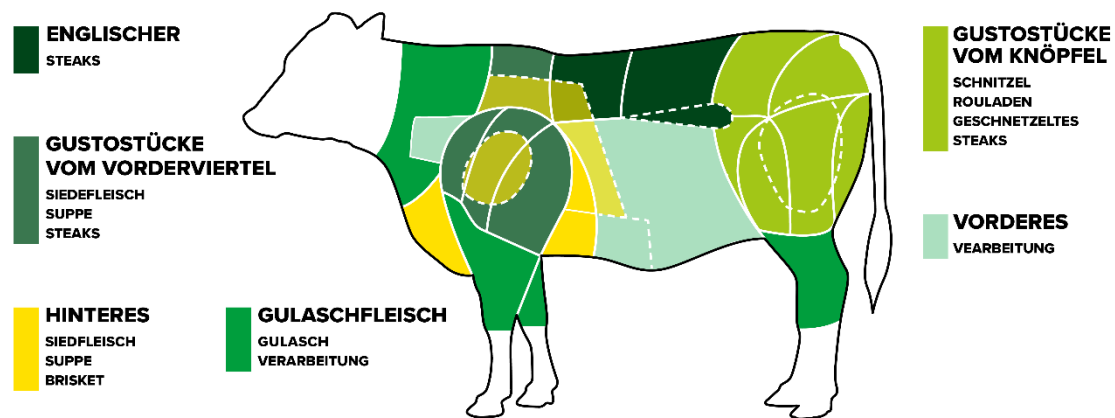 ENGLISCHER
STEAKS
GUSTOSTÜCKE
VOM VORDERVIERTEL
SIEDEFLEISCH
SUPPE
STEAKS
HINTERES
SIEDFLEISCH
SUPPE
BRISKET
GULASCHFLEISCH
GULASCH
VERARBEITUNG
GUSTOSTÜCKE
VOM KNÖPFEL
SCHNITZEL
ROULADEN
GESCHNETZELTES
STEAKS
VORDERES
VEARBEITUNG